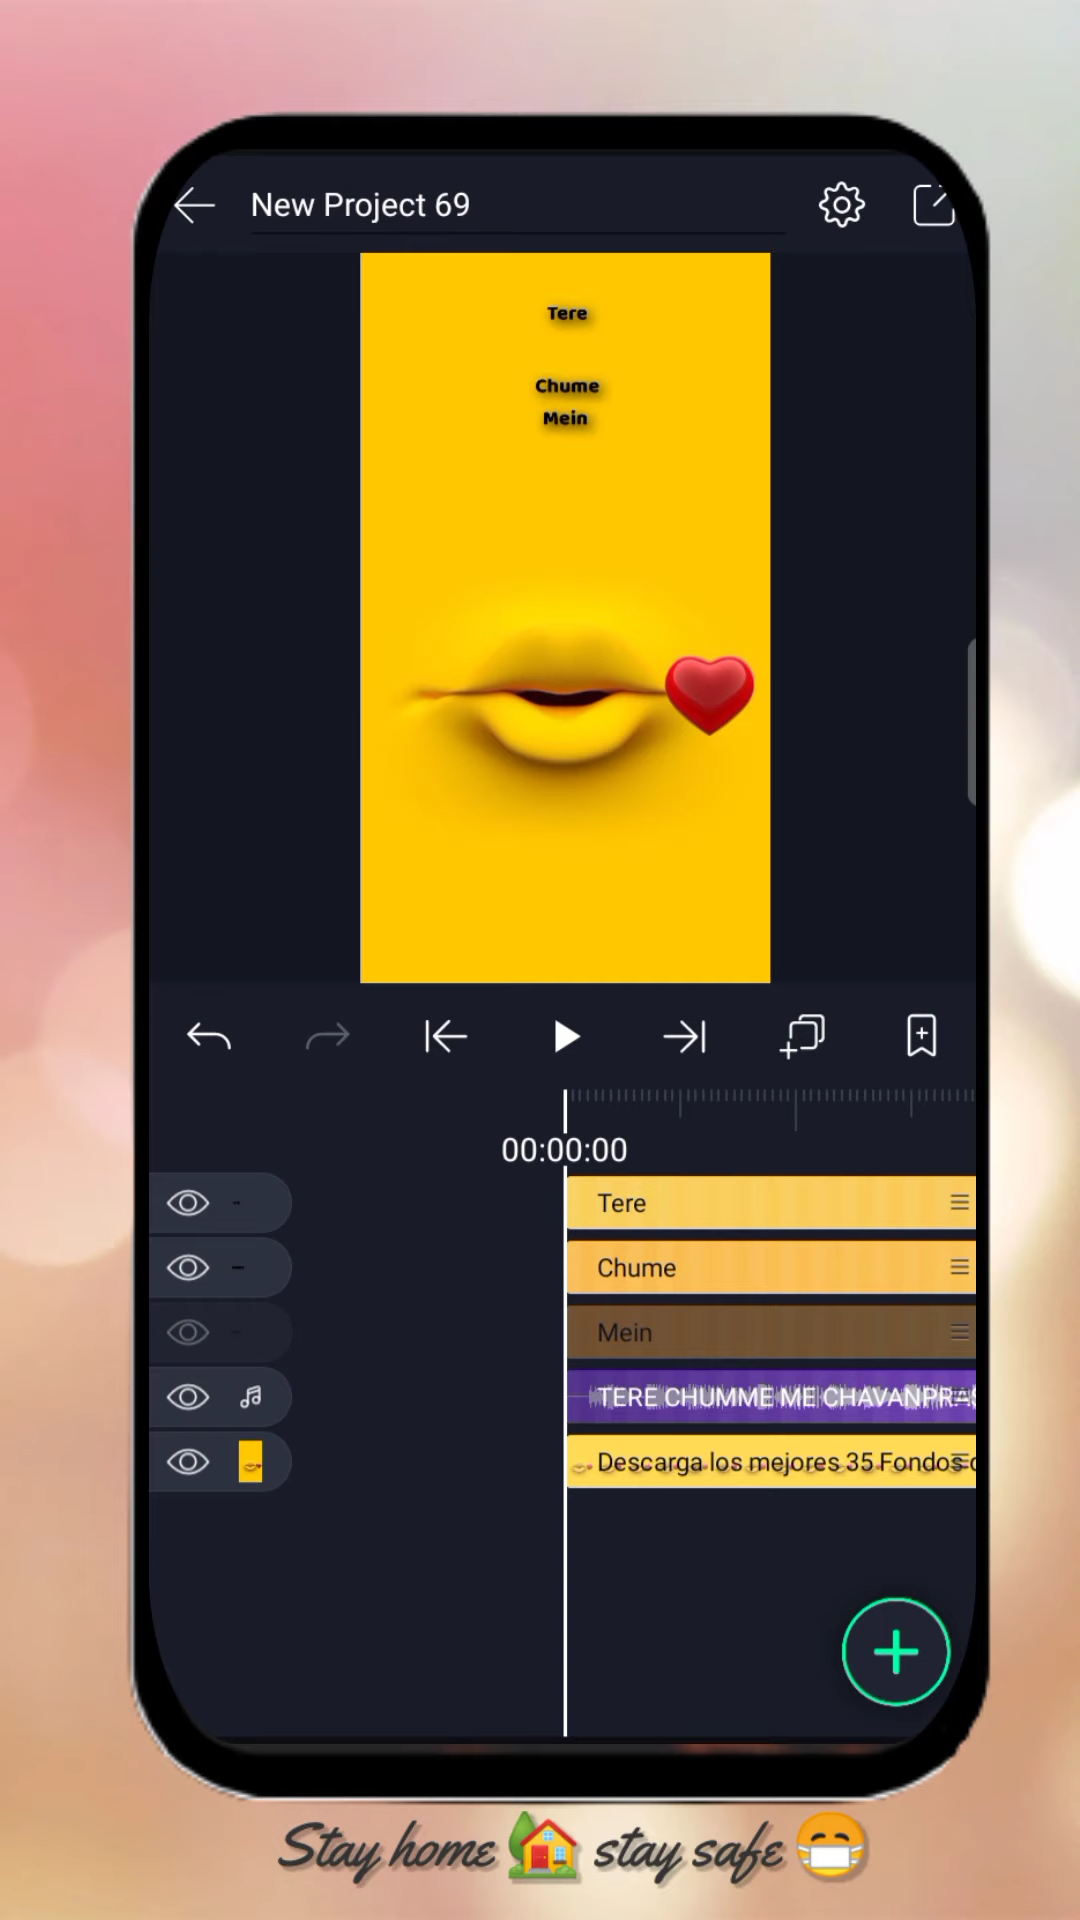 New Project 69
Tere
Chume
Mein
00:00:00
Tere
Chume
Mein
TERE CHUMME ME CHAVANPRAS
Descarga los mejores 35 Fondos
Stay home stay safe